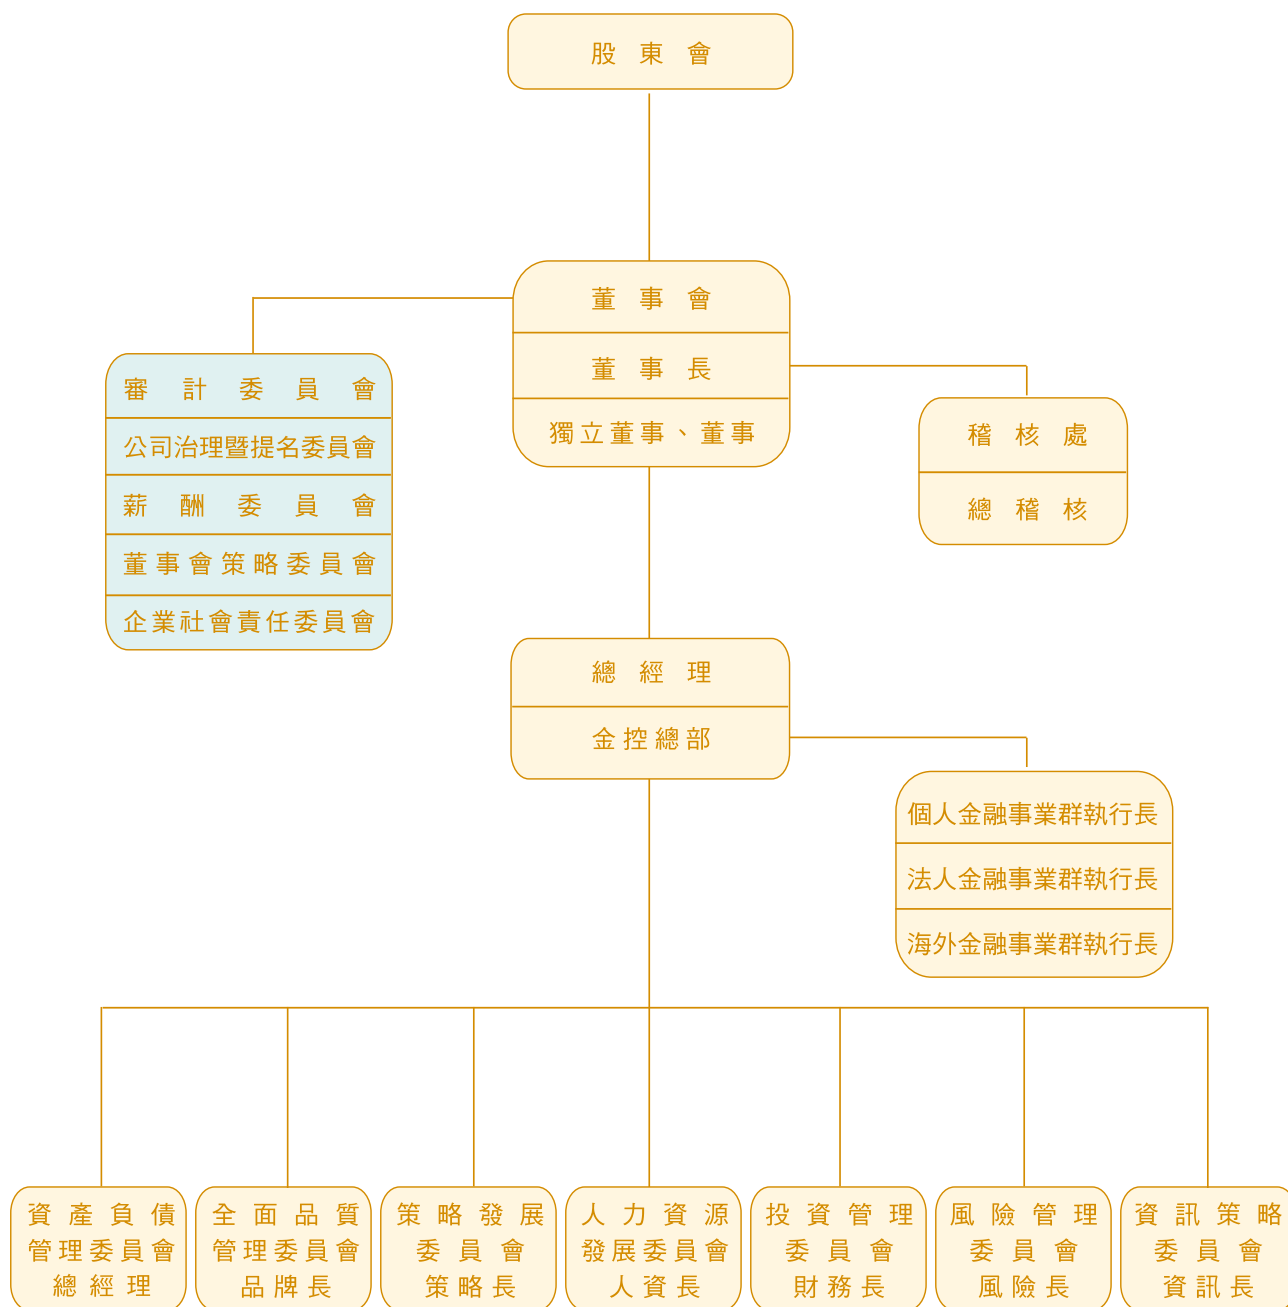 股東會
董事會
董事長
獨立董事、董事
審計委員會
公司治理暨提名委員會
薪酬委員會
董事會策略委員會
企業社會責任委員會
稽核處
總稽核
總經理
金控總部
個人金融事業群執行長
法人金融事業群執行長
海外金融事業群執行長
資產負債
管理委員會
總經理
全面品質
管理委員會
品牌長
策略發展
委員會
策略長
人力資源
發展委員會
人資長
投資管理
委員會
財務長
風險管理
委員會
風險長
資訊策略
委員會
資訊長